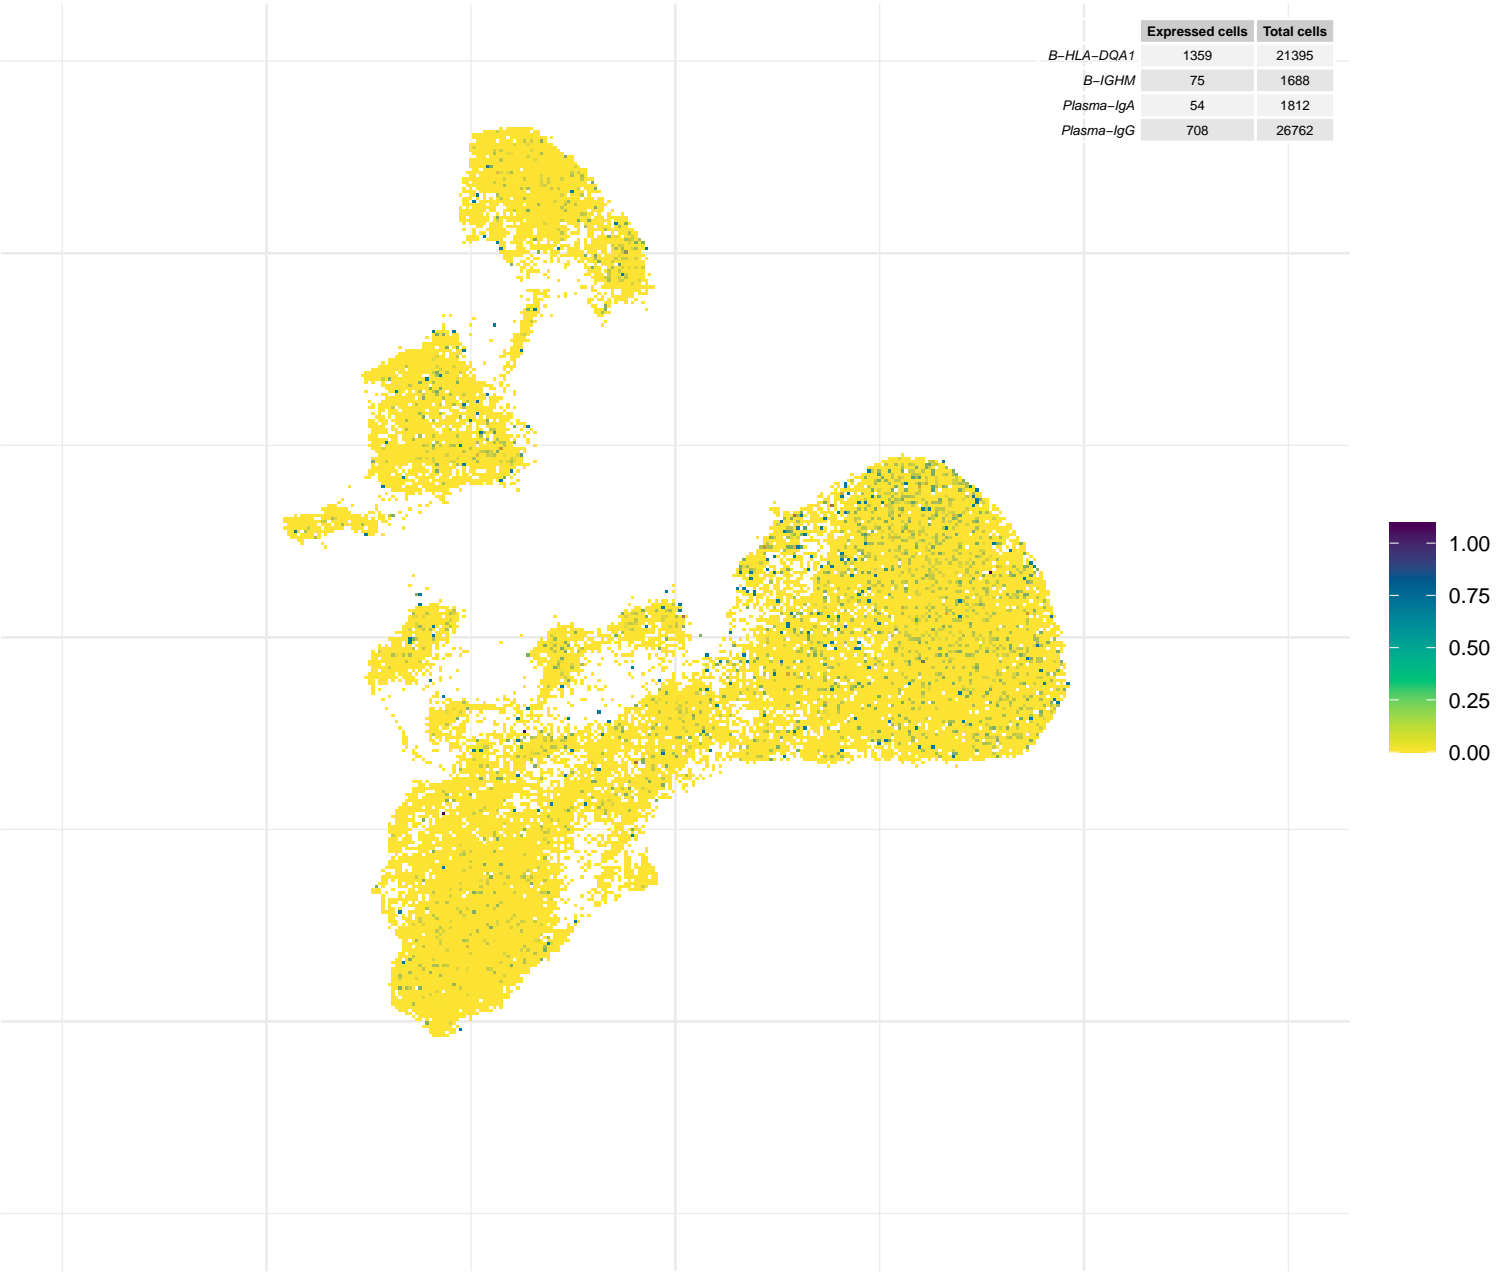 Expressed cells Total cells
B−HLA−DQA1 1359 21395
B−IGHM 75 1688
Plasma−IgA 54 1812
Plasma−IgG 708 26762
1.00
0.75
0.50
0.25
0.00